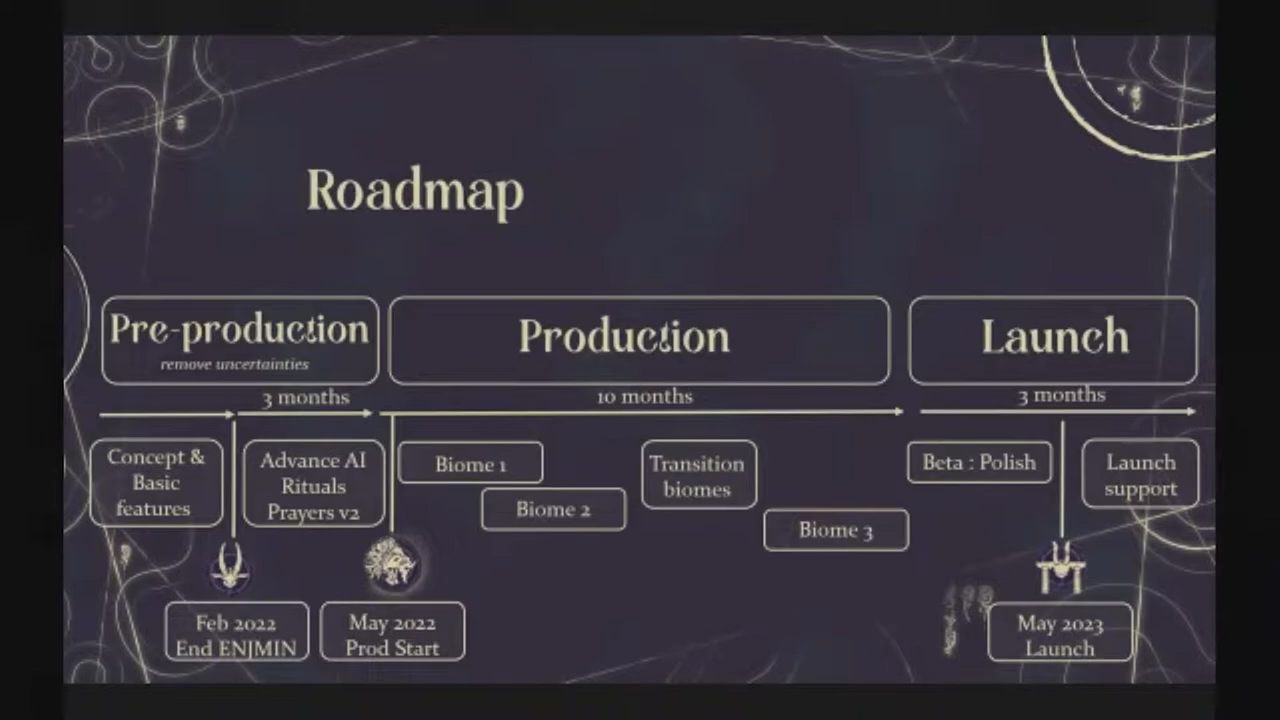 Roadmap
Pre-production
remove uncertainties
Production
Launch
3 months
10 months
3 months
Concept &
Basic
features
Advance AI
Rituals
Prayers v2
Biome 1
Biome 2
Transition
biomes
Biome 3
Beta : Polish
Launch
support
Feb 2022
End ENJMIN
May 2022
Prod Start
May 2023
Launch